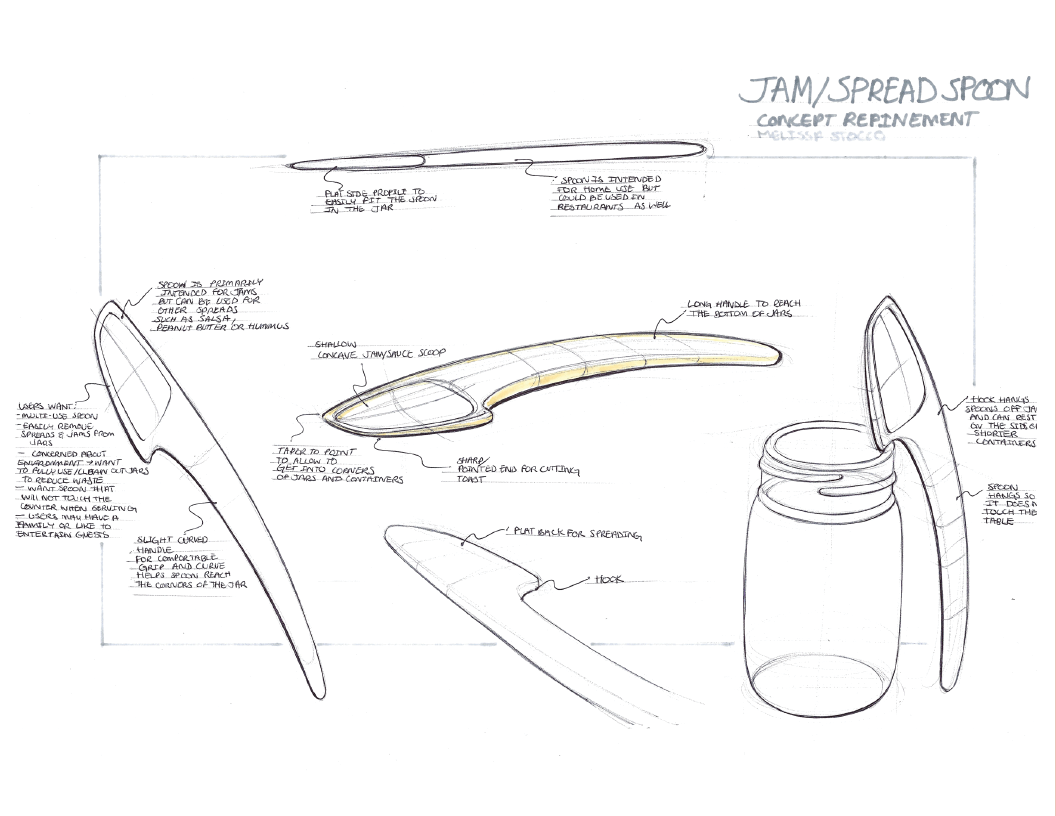 JAM/SPREAD SPOON
CONCEPT REFINEMENT
FLAT SIDE PROFILE TO
EASILY FIT THE SPOON
IN THE JAR
SPOON IS INTENDED
FOR HOME USE BUT
COULD BE USED IN
RESTAURANTS AS WELL
SPOON IS PRIMARILY
INTENDED FOR JAMS
BUT CAN BE USED FOR
OTHER SPREADS
SUCH AS SALSA,
PEANUT BUTTER OR HUMMUS
LONG HANDLE TO REACH
THE BOTTOM OF JARS
SHALLOW
CONCAVE JAM/SAUCE SCOOP
USERS WANT:
-MULTI-USE SPOON
-EASILY REMOVE
SPREADS & JAMS FROM
JARS
- CONCERNED ABOUT
ENVIRONMENT → WANT
TO FULLY USE/CLEAN OUT JARS
TO REDUCE WASTE
- WANT SPOON THAT
WILL NOT TOUCH THE
COUNTER WHEN SERVING
- USERS MAY HAVE A
FAMILY OR LIKE TO
ENTERTAIN GUESTS
TAPER TO POINT
TO ALLOW TO
GET INTO CORNERS
OF JARS AND CONTAINERS
SHARP/
POINTED END FOR CUTTING
TOAST
HOOK HANGS
SPOONS OFF JA
AND CAN REST
ON THE SIDE O
SHORTER
CONTAINERS
SPOON
HANGS SO
IT DOESN
TOUCH THE
TABLE
SLIGHT CURVED
HANDLE
FOR COMFORTABLE
GRIP AND CURVE
HELPS SPOON REACH
THE CORNERS OF THE JAR
FLAT BACK FOR SPREADING
HOOK